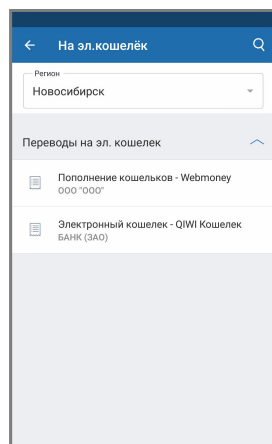 На эл.кошелёк
Регион
Новосибирск
Переводы на эл. кошелек
Пополнение кошельков - Webmoney
ООО "ООО"
Электронный кошелек - QIWI Кошелек
БАНК (ЗАО)